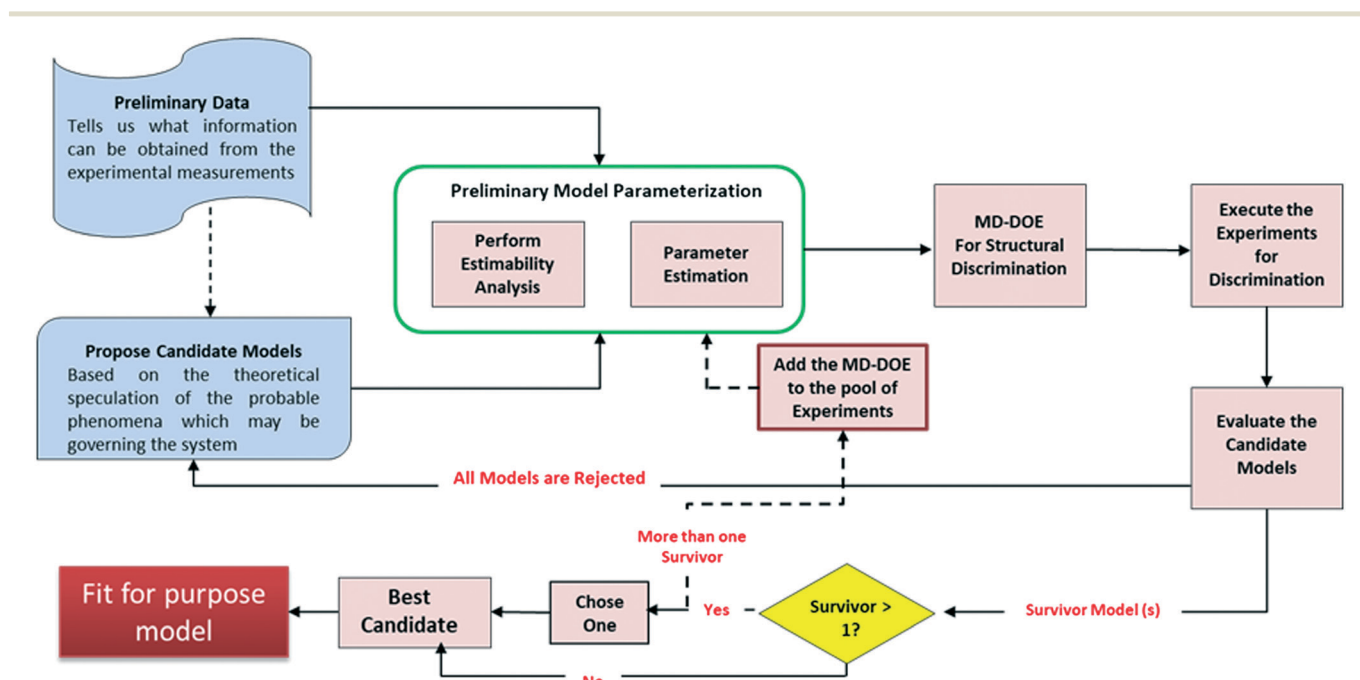 Preliminary Data
Tells us what information
can be obtained from the
experimental measurements
Propose Candidate Models
Based on the theoretical
speculation of the probable
phenomena which may be
governing the system
Preliminary Model Parameterization
Perform
Estimability
Analysis
Parameter
Estimation
MD-DOE
For Structural
Discrimination
Execute the
Experiments
for
Discrimination
Add the MD-DOE
to the pool of
Experiments
Evaluate the
Candidate
Models
All Models are Rejected
More than one
Survivor
Survivor Model (s)
Survivor >
1?
Yes
No
Chose
One
Best
Candidate
Fit for purpose
model